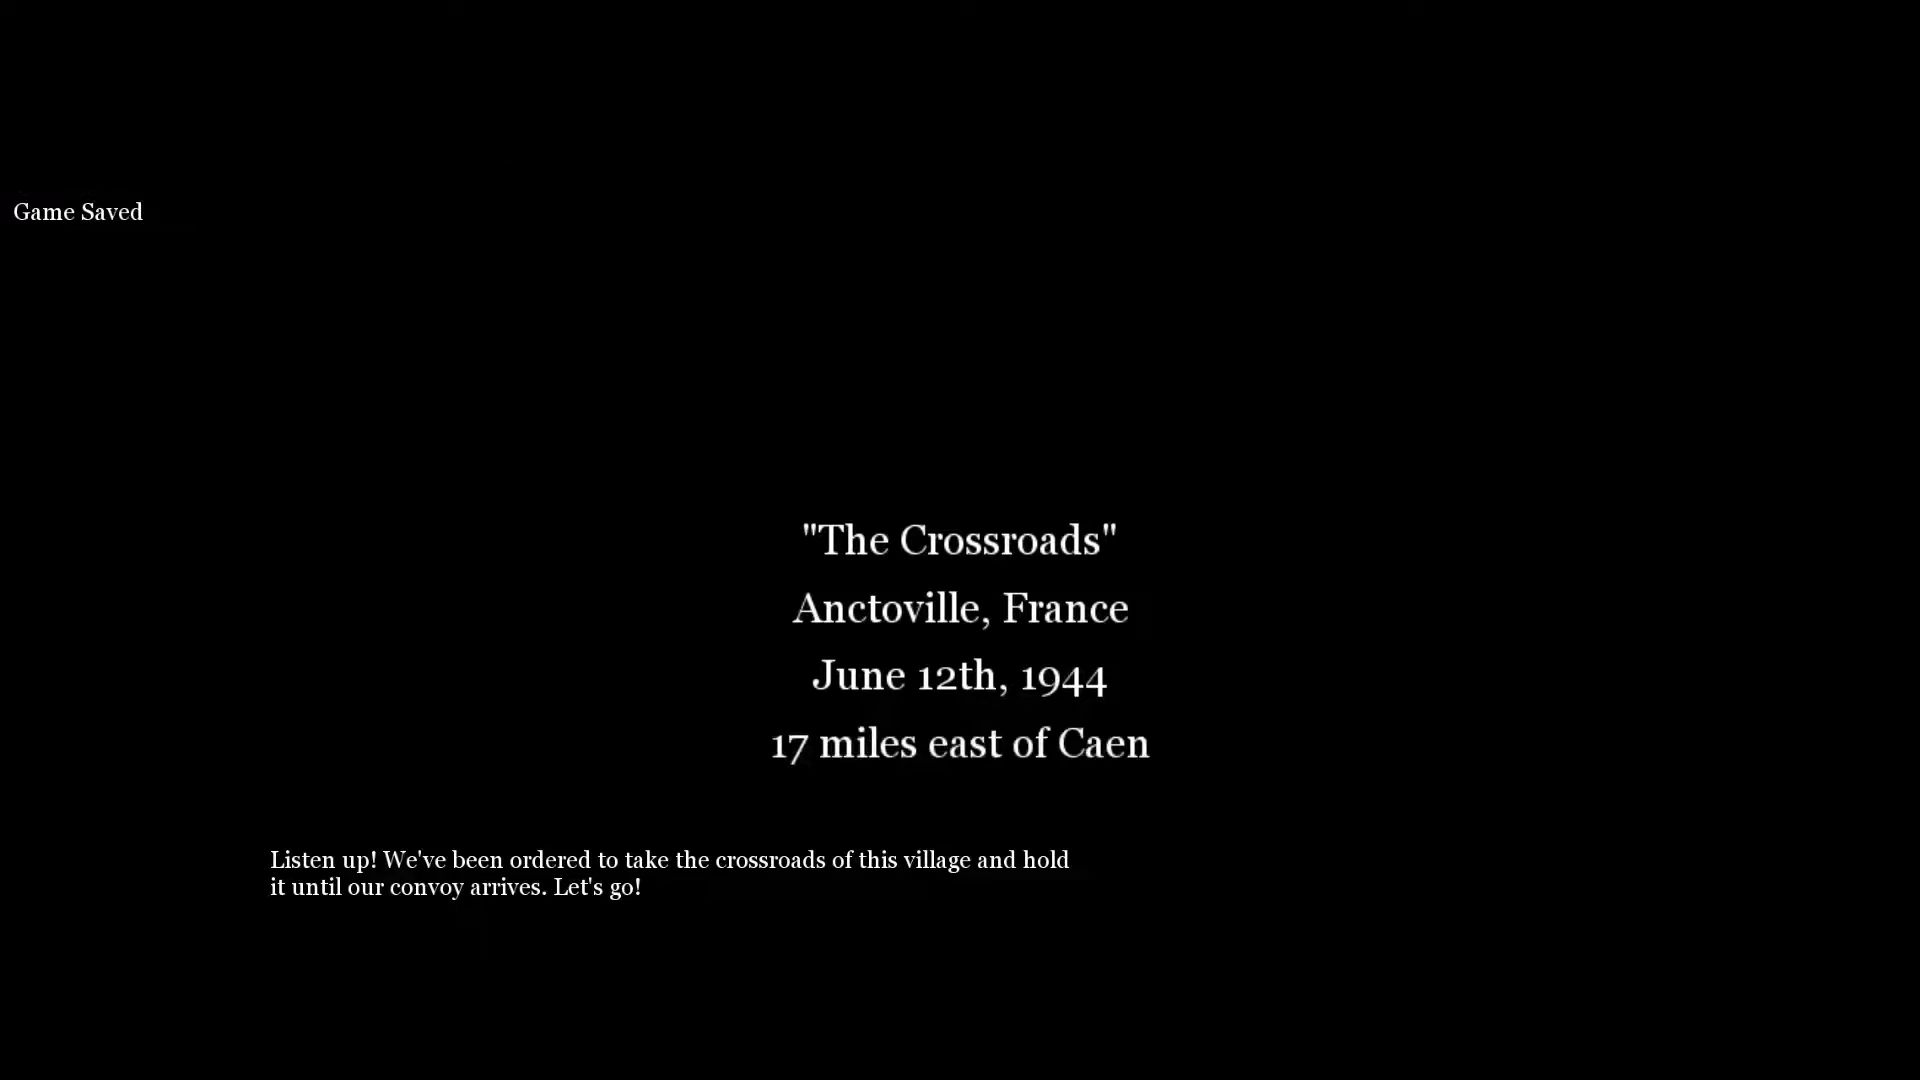 Game Saved
"The Crossroads"
Anctoville, France
June 12th, 1944
17 miles east of Caen
Listen up! We've been ordered to take the crossroads of this village and hold
it until our convoy arrives. Let's go!